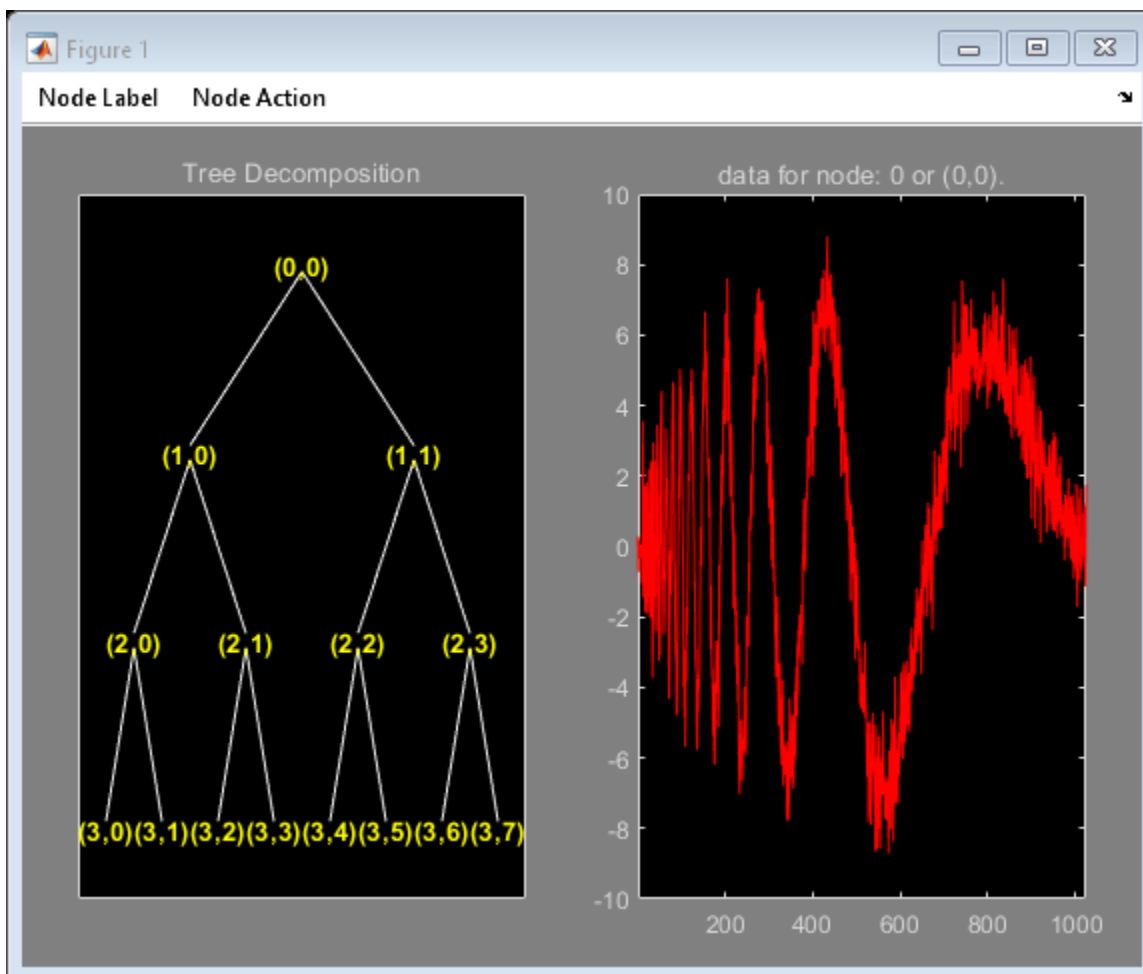 Figure 1
Node Label Node Action
Tree Decomposition
(0,0)
(1,0) (1,1)
(2,0) (2,1) (2,2) (2,3)
(3,0)(3,1)(3,2)(3,3)(3,4)(3,5)(3,6)(3,7)
data for node: 0 or (0,0).
10
8
6
4
2
0
-2
-4
-6
-8
-10
200 400 600 800 1000